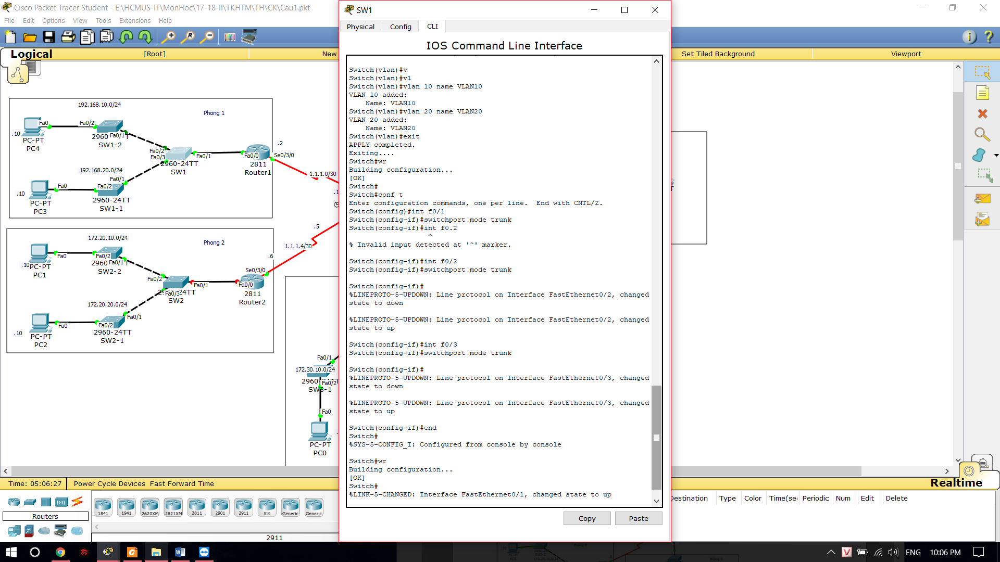 Cisco Packet Tracer Student - E:\HCMUS-IT\MonHoc\17-18-II\TKHTM\TH\CK\Cau1.pkt
File Edit Options View Tools Extensions Help
Logical [Root] New Set Tiled Background Viewport
192.168.10.0/24
Phong 1
Fa0 Fa0/2
.10
PC-PT
PC4
2960 Fa0/1 T
SW1-2
Fa0/2
Fa0/3
Fa0/1
2960-24TT
SW1
Fa0/0
.2
Se0/3/0
2811
Router1
1.1.1.0/30
192.168.20.0/24
Fa0/1
Fa0 Fa0/2
.10
PC-PT
PC3
2960-24TT
SW1-1
.1
.5
172.20.10.0/24
Phong 2
1.1.1.4/30
.6
Fa0 Fa0/2
.10
PC-PT
PC1
2960 Fa0/1 T
SW2-2
Se0/3/0
Fa0/2
Fa0/1 Fa0/0
Fa0/3 24TT
SW2
2811
Router2
172.20.20.0/24
Fa0/1
Fa0 Fa0/2
.10
PC-PT
PC2
2960-24TT
SW2-1
Fa0/1
172.30.10.0/24
2960-24TT
Fa0/2
SW3-1
Fa0
PC-PT
PC0
SW1
Physical Config CLI
IOS Command Line Interface
Switch(vlan)#v
Switch(vlan)#vl
Switch(vlan)#vlan 10 name VLAN10
VLAN 10 added:
Name: VLAN10
Switch(vlan)#vlan 20 name VLAN20
VLAN 20 added:
Name: VLAN20
Switch(vlan)#exit
APPLY completed.
Exiting....
Switch#wr
Building configuration...
[OK]
Switch#
Switch#conf t
Enter configuration commands, one per line.  End with CNTL/Z.
Switch(config)#int f0/1
Switch(config-if)#switchport mode trunk
Switch(config-if)#int f0.2
^
% Invalid input detected at '^' marker.
Switch(config-if)#int f0/2
Switch(config-if)#switchport mode trunk
Switch(config-if)#
%LINEPROTO-5-UPDOWN: Line protocol on Interface FastEthernet0/2, changed
state to down
%LINEPROTO-5-UPDOWN: Line protocol on Interface FastEthernet0/2, changed
state to up
Switch(config-if)#int f0/3
Switch(config-if)#switchport mode trunk
Switch(config-if)#
%LINEPROTO-5-UPDOWN: Line protocol on Interface FastEthernet0/3, changed
state to down
%LINEPROTO-5-UPDOWN: Line protocol on Interface FastEthernet0/3, changed
state to up
Switch(config-if)#end
Switch#
%SYS-5-CONFIG_I: Configured from console by console
Switch#wr
Building configuration...
[OK]
Switch#
%LINK-5-CHANGED: Interface FastEthernet0/1, changed state to up
Copy Paste
Time: 05:06:27 Power Cycle Devices Fast Forward Time
Realtime
Routers
1841 1941 2620XM 2621XM 2811 2901 2911 819 Generic Generic
2911
Destination Type Color Time(sec Periodic Num Edit Delete
ENG 10:06 PM